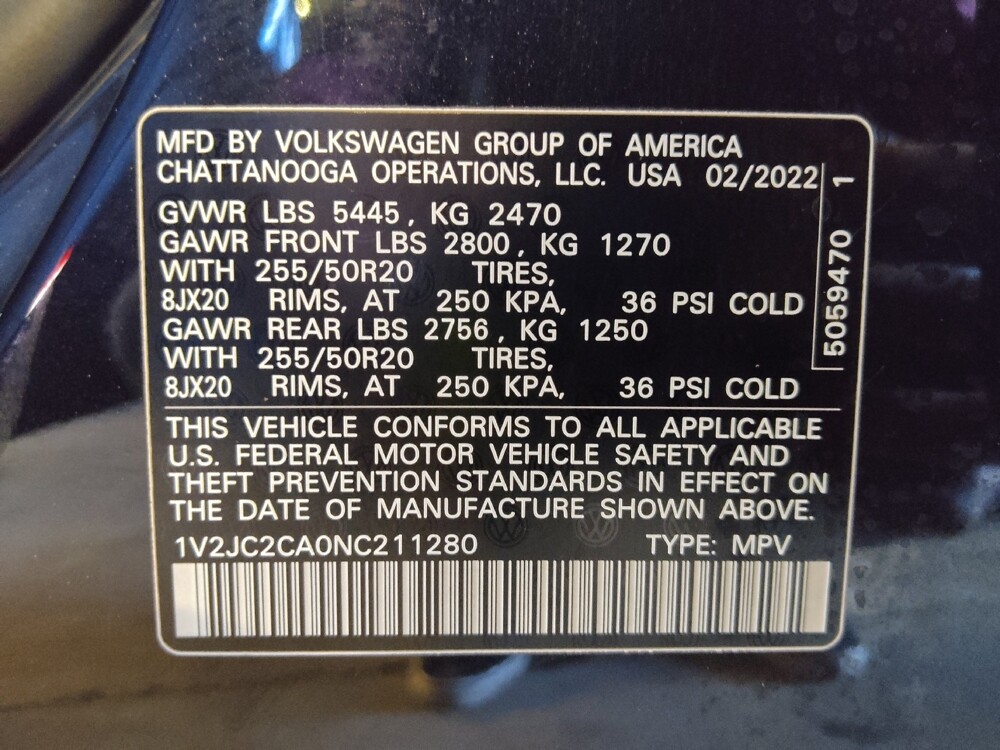 MFD BY VOLKSWAGEN GROUP OF AMERICA
CHATTANOOGA OPERATIONS, LLC. USA 02/2022
GVWR LBS 5445, KG 2470
GAWR FRONT LBS 2800, KG 1270
WITH 255/50R20 TIRES,
8JX20 RIMS, AT 250 KPA, 36 PSI COLD
GAWR REAR LBS 2756, KG 1250
WITH 255/50R20 TIRES,
8JX20 RIMS, AT 250 KPA, 36 PSI COLD
5059470 1
THIS VEHICLE CONFORMS TO ALL APPLICABLE
U.S. FEDERAL MOTOR VEHICLE SAFETY AND
THEFT PREVENTION STANDARDS IN EFFECT ON
THE DATE OF MANUFACTURE SHOWN ABOVE.
1V2JC2CA0NC211280 TYPE: MPV